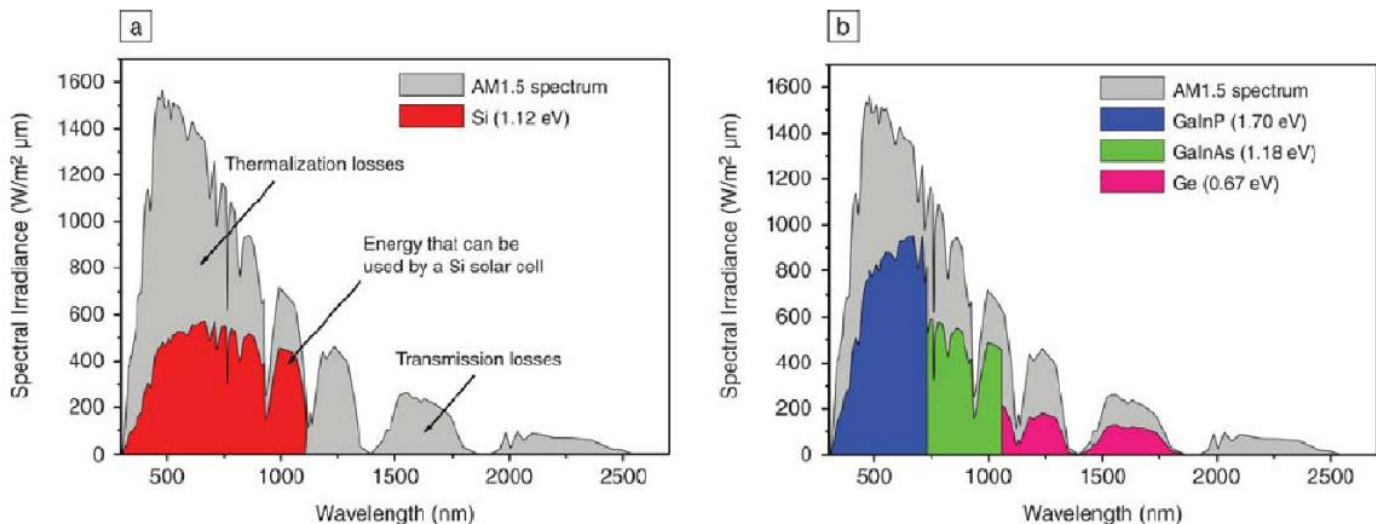 a
1600
1400
1200
1000
800
600
400
200
0
Spectral Irradiance (W/m² µm)
AM1.5 spectrum
Si (1.12 eV)
Thermalization losses
Energy that can be
used by a Si solar cell
Transmission losses
500 1000 1500 2000 2500
Wavelength (nm)
b
1600
1400
1200
1000
800
600
400
200
0
Spectral Irradiance (W/m² µm)
AM1.5 spectrum
GaInP (1.70 eV)
GaInAs (1.18 eV)
Ge (0.67 eV)
500 1000 1500 2000 2500
Wavelength (nm)